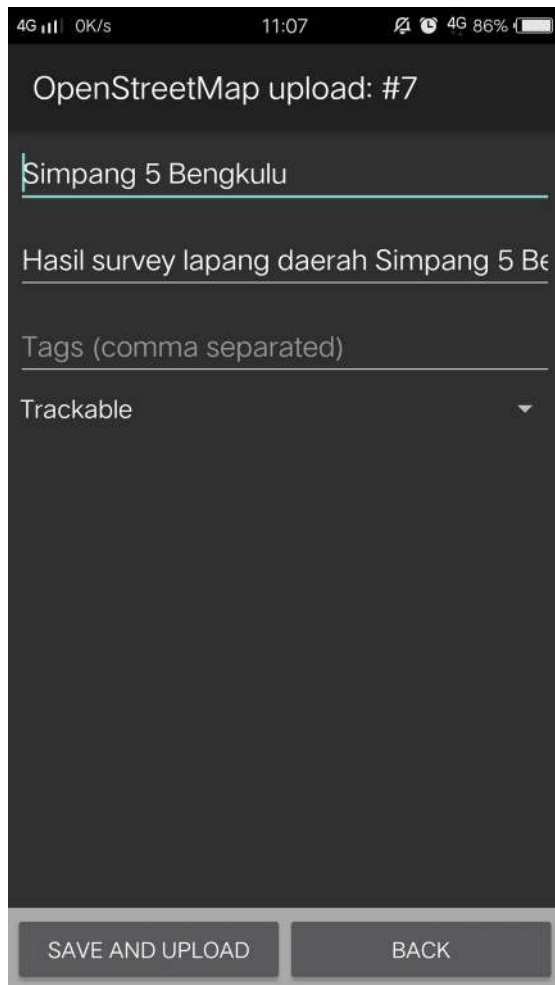 4G 0K/s 11:07 4G 86%
OpenStreetMap upload: #7
Simpang 5 Bengkulu
Hasil survey lapang daerah Simpang 5 Be
Tags (comma separated)
Trackable
SAVE AND UPLOAD BACK